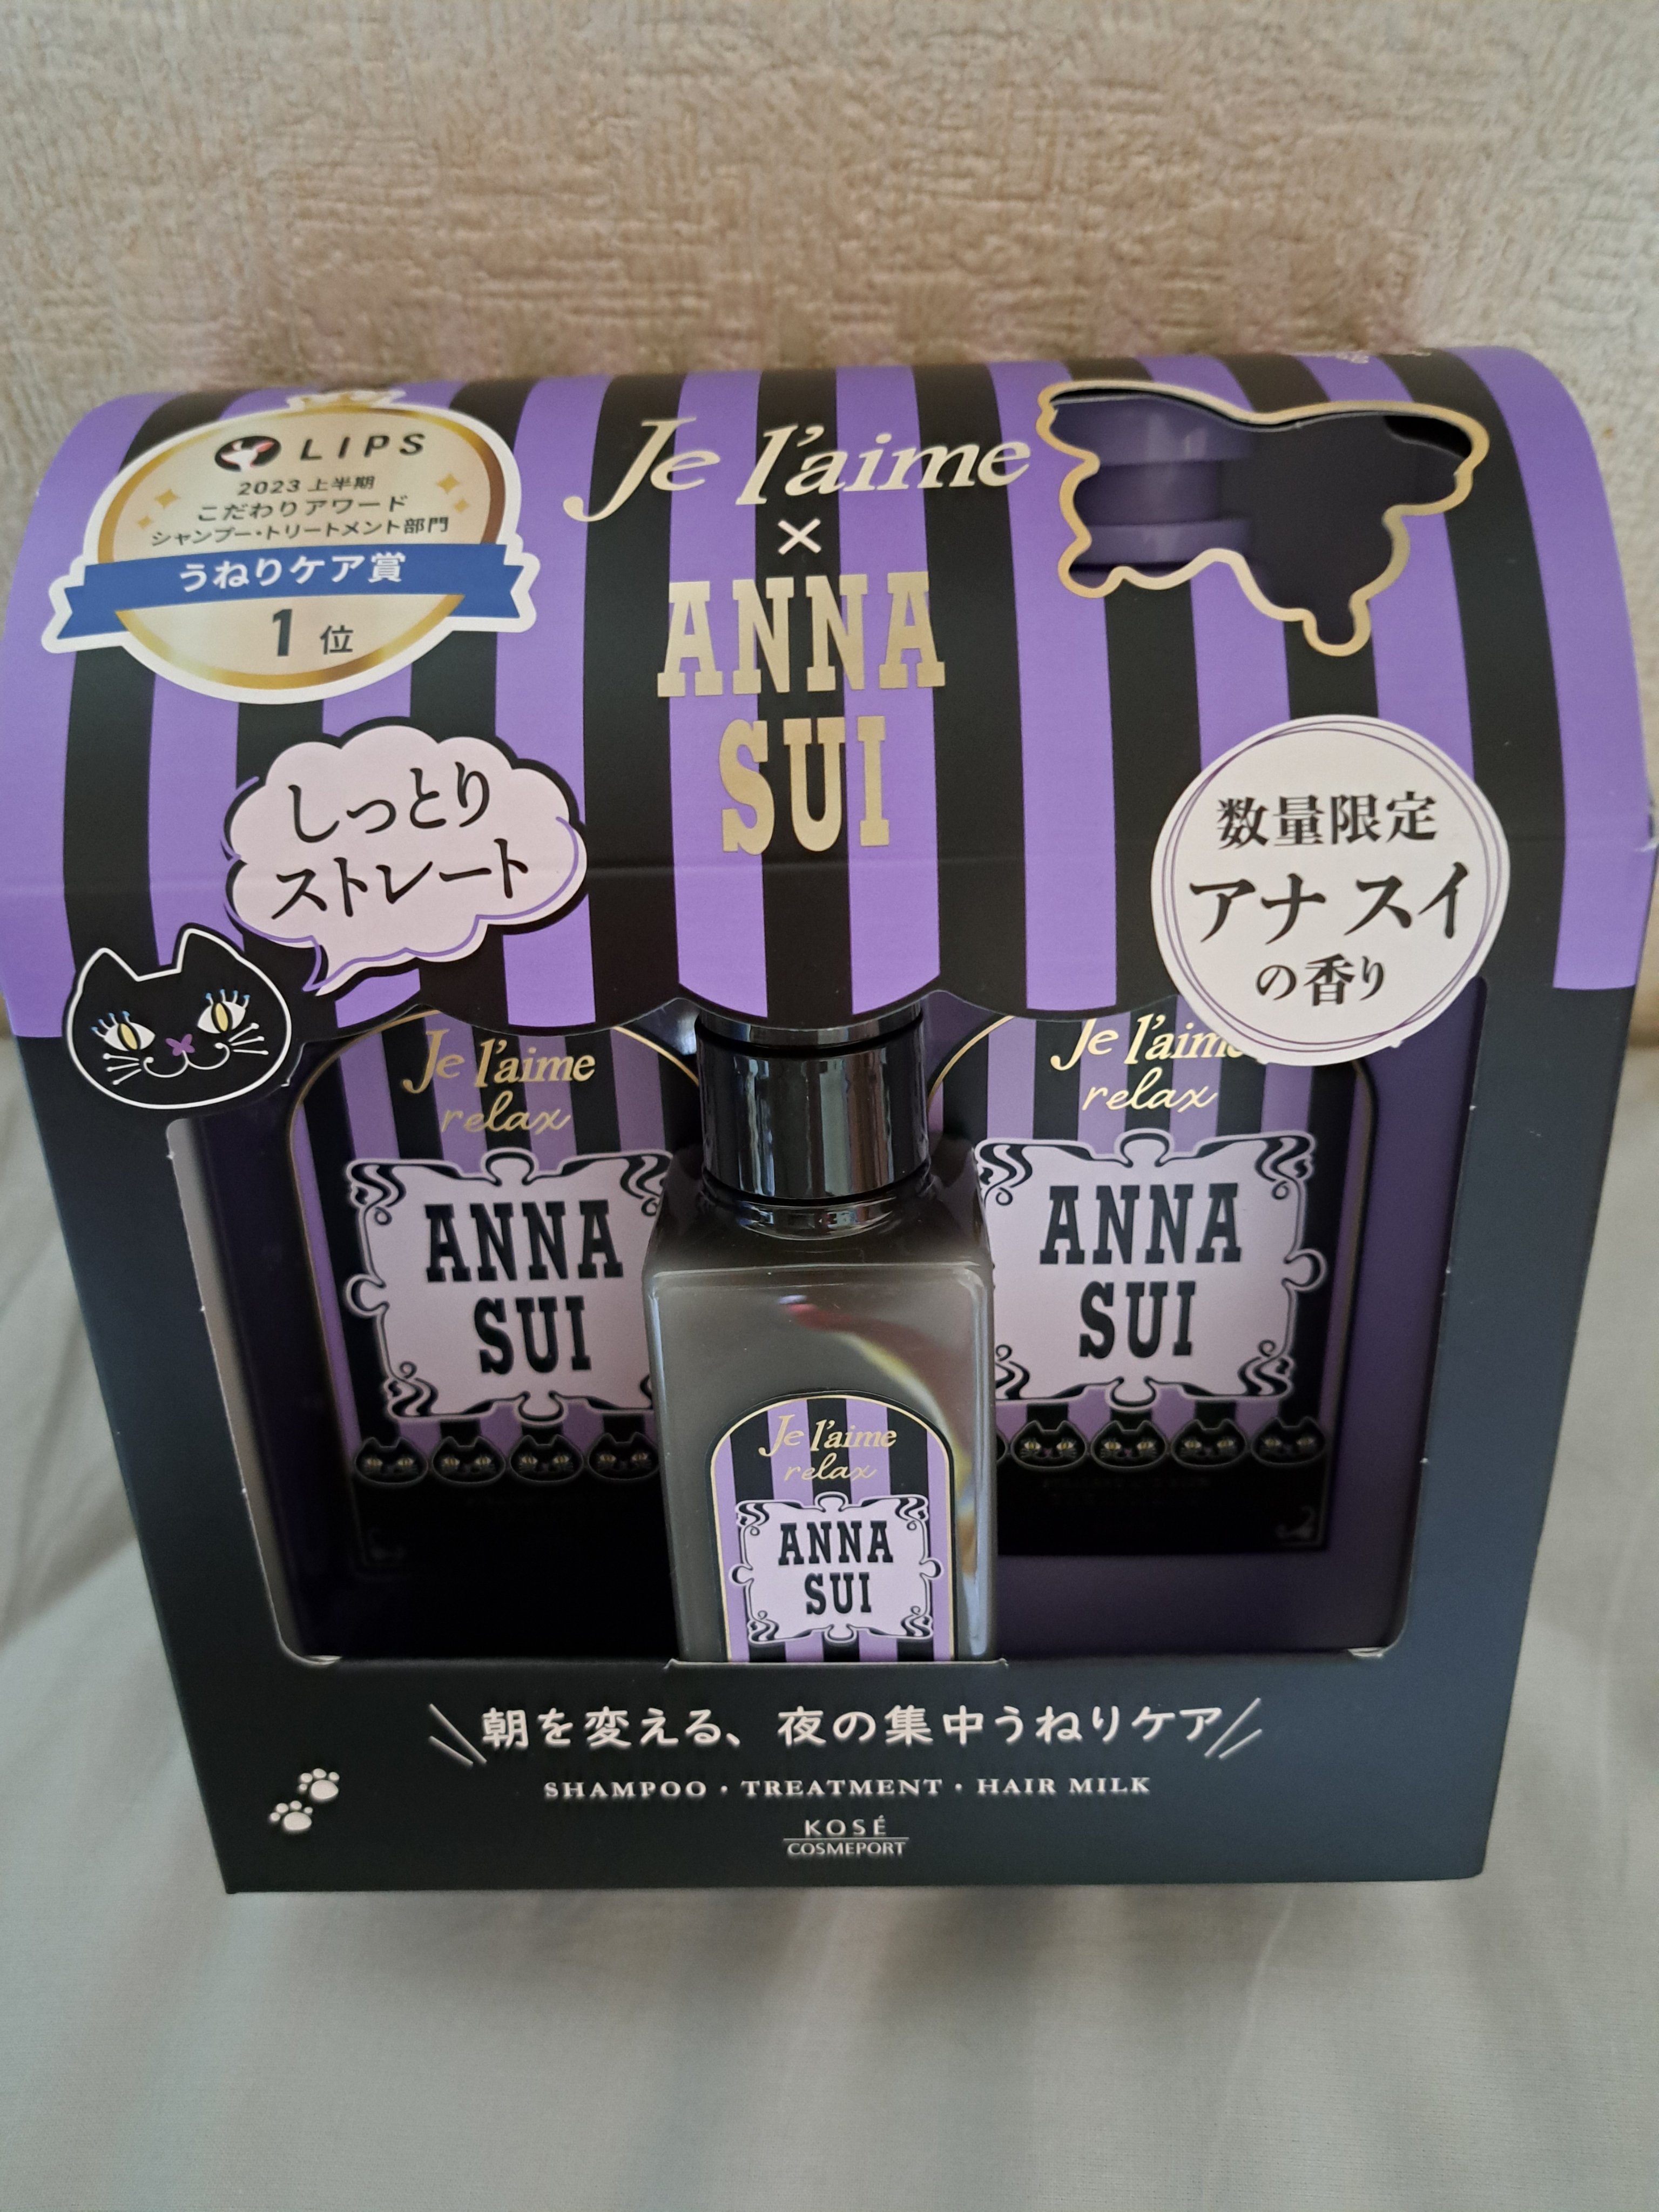 LIPS
2023上半期
こだわりアワード
シャンプー・トリートメント部門
うねりケア賞
1位
Je l'aime
×
ANNA
SUI
しっとり
ストレート
数量限定
アナ スイ
の香り
Je l'aime
relax
ANNA
SUI
Je l'aime
relax
ANNA
SUI
Je l'aime
relax
ANNA
SUI
朝を変える、夜の集中うねりケア
SHAMPOO・TREATMENT・HAIR MILK
KOSÉ
COSMEPORT